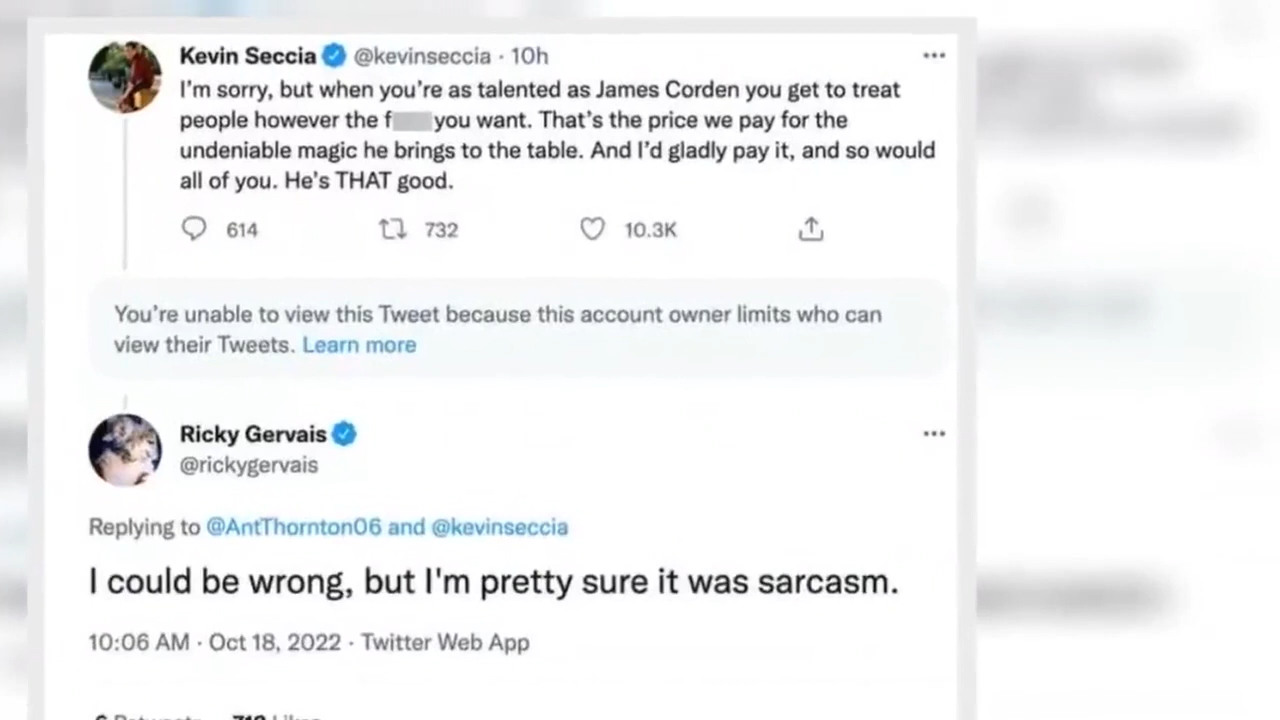 Kevin Seccia @kevinseccia · 10h
I'm sorry, but when you're as talented as James Corden you get to treat
people however the f you want. That's the price we pay for the
undeniable magic he brings to the table. And I'd gladly pay it, and so would
all of you. He's THAT good.
614 732 10.3K
You're unable to view this Tweet because this account owner limits who can
view their Tweets. Learn more
Ricky Gervais
@rickygervais
Replying to @AntThornton06 and @kevinseccia
I could be wrong, but I'm pretty sure it was sarcasm.
10:06 AM · Oct 18, 2022 · Twitter Web App